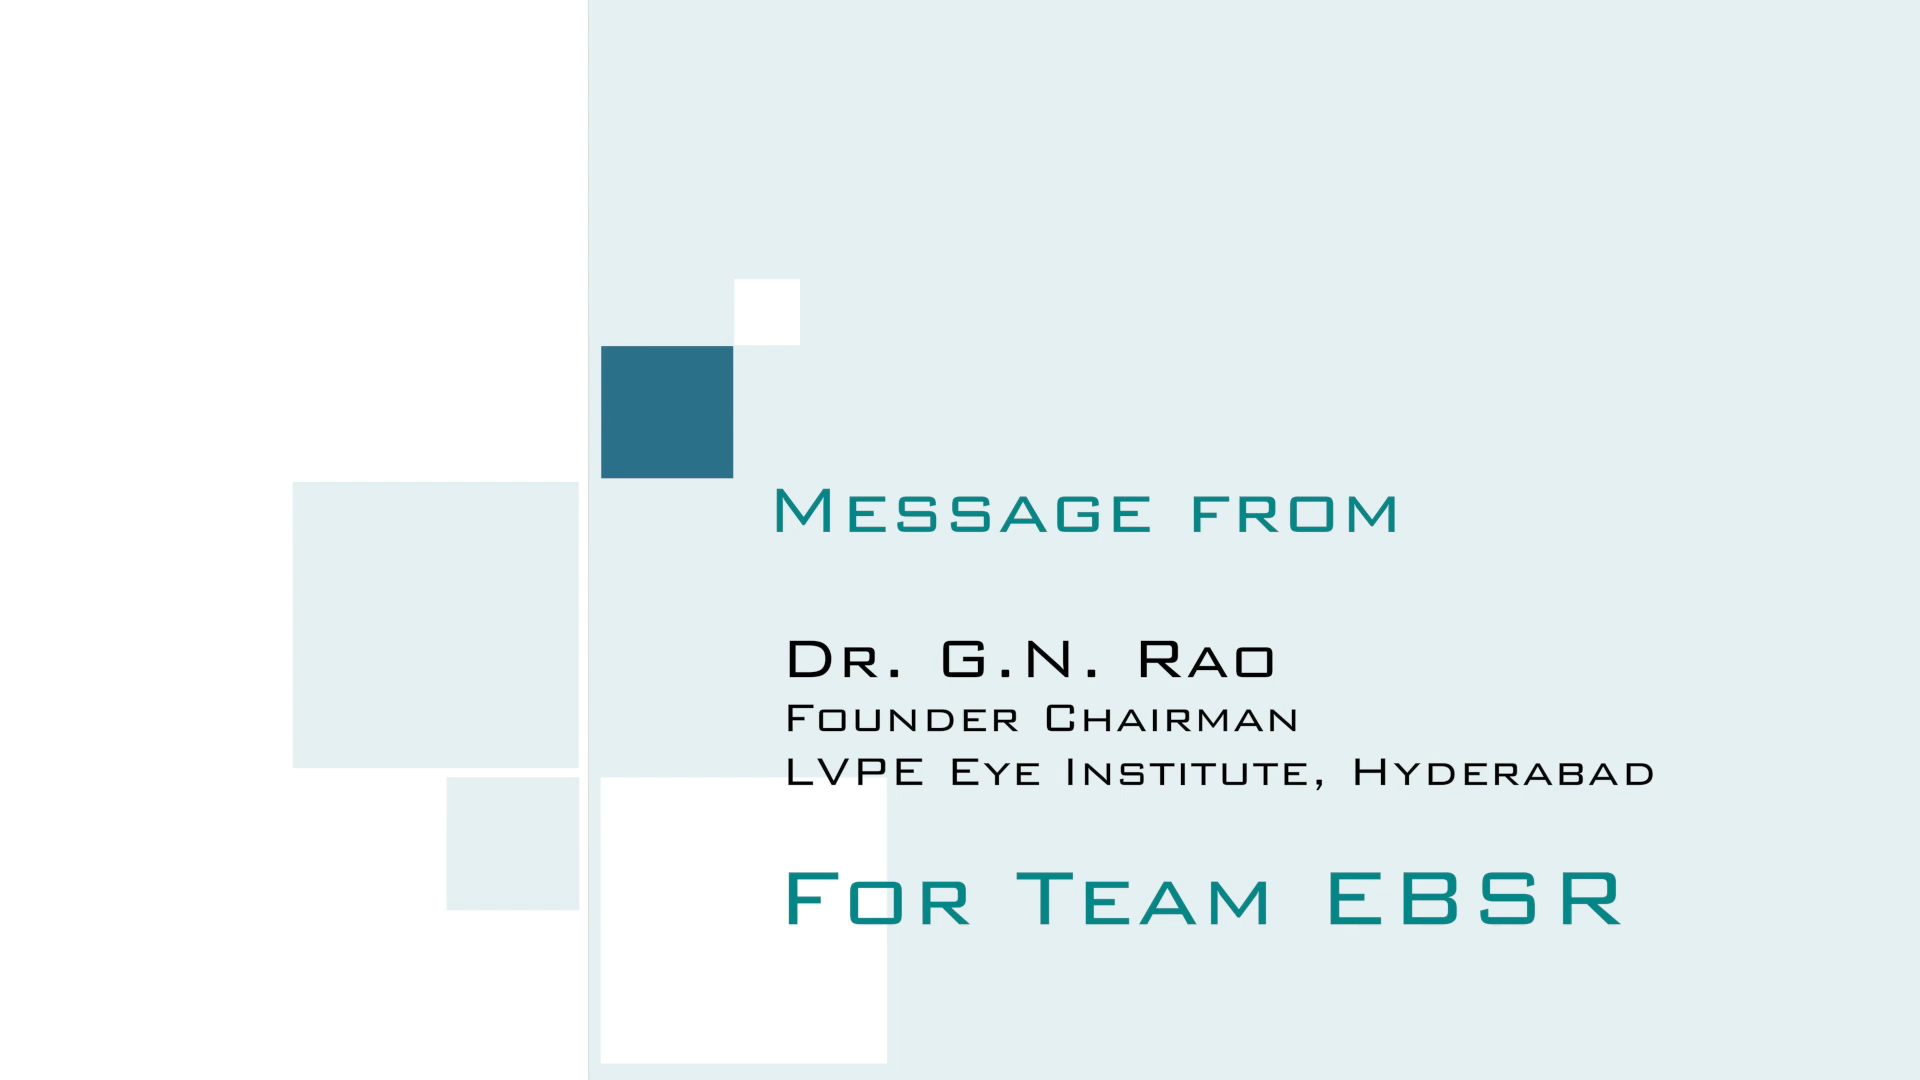 Message from
Dr. G.N. Rao
Founder Chairman
LVPE Eye Institute, Hyderabad
For Team EBSR